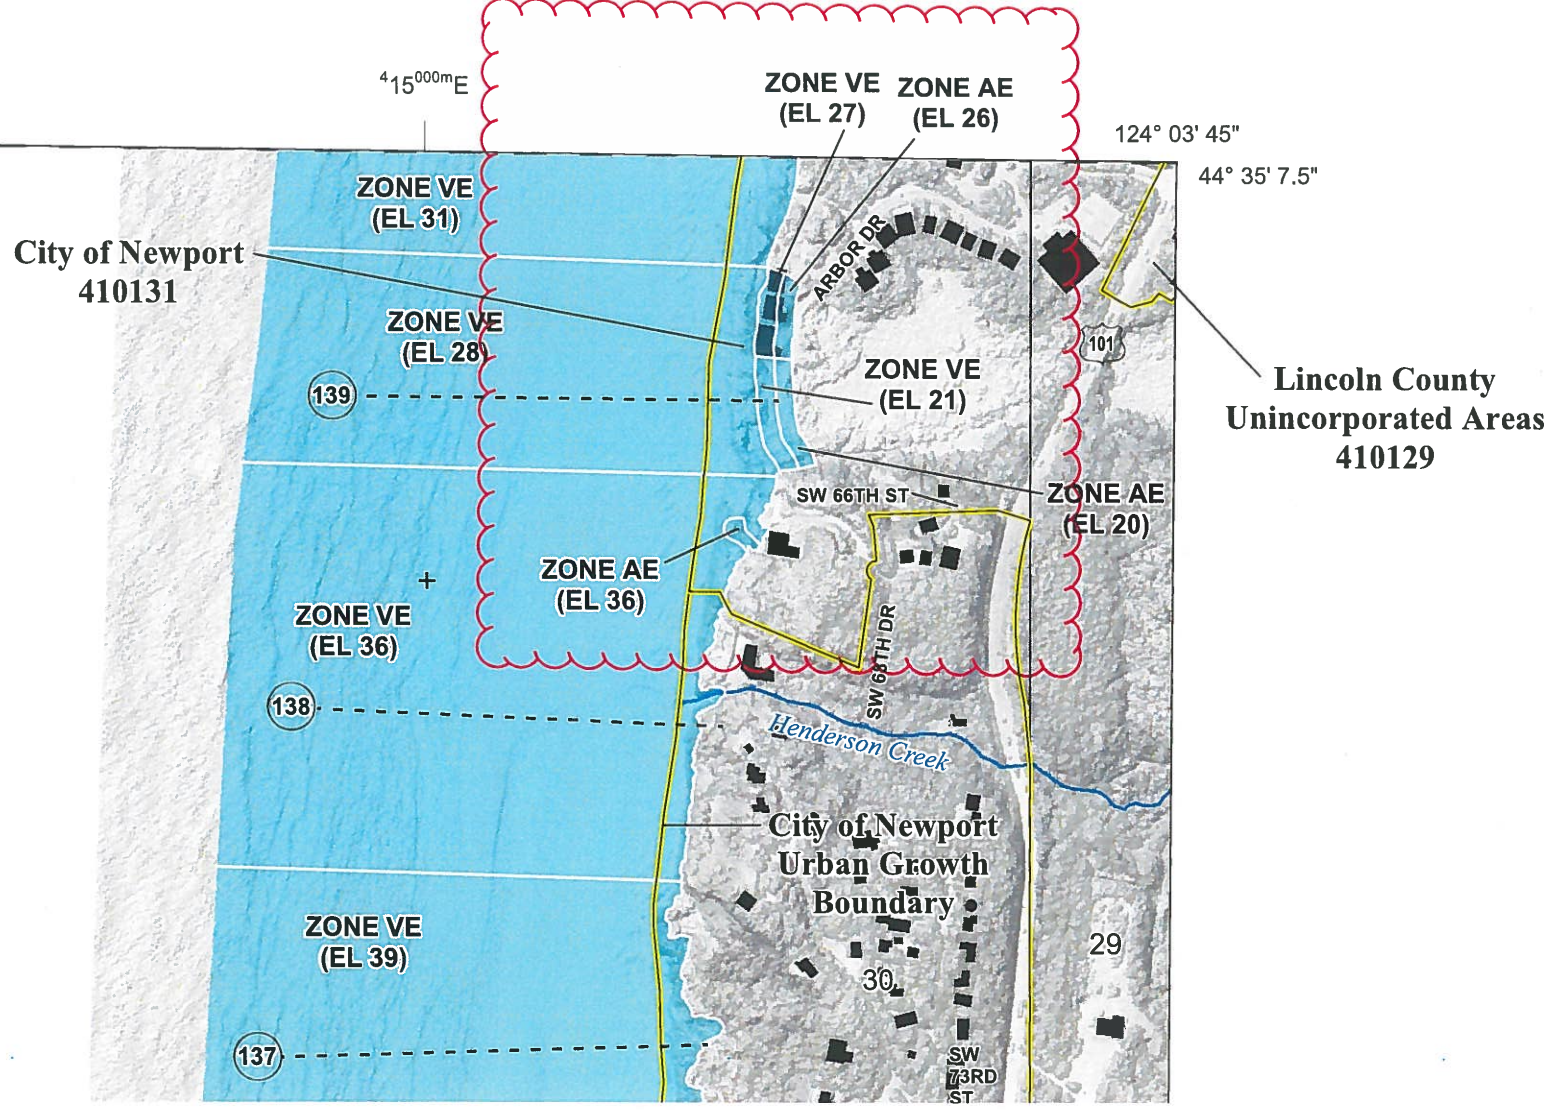 ⁴15⁰⁰⁰ᵐE
ZONE VE
(EL 27)
ZONE AE
(EL 26)
124° 03' 45"
44° 35' 7.5"
ZONE VE
(EL 31)
City of Newport
410131
ARBOR DR
ZONE VE
(EL 28)
101
139
ZONE VE
(EL 21)
Lincoln County
Unincorporated Areas
410129
SW 66TH ST
ZONE AE
(EL 20)
ZONE AE
(EL 36)
ZONE VE
(EL 36)
SW 68TH DR
138
Henderson Creek
City of Newport
Urban Growth
Boundary
ZONE VE
(EL 39)
29
30
137
SW
73RD
ST